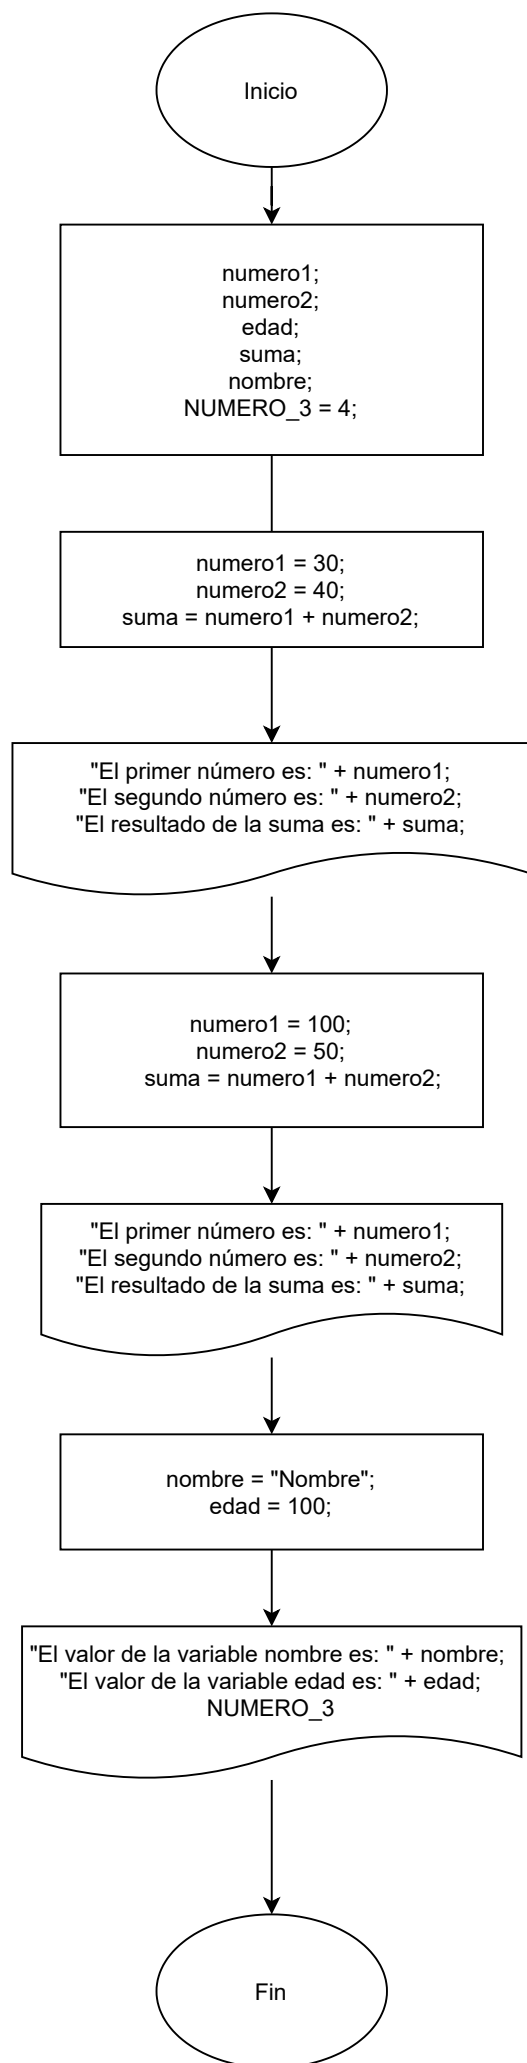 Inicio
numero1;
numero2;
edad;
suma;
nombre;
NUMERO_3 = 4;
numero1 = 30;
numero2 = 40;
suma = numero1 + numero2;
"El primer número es: " + numero1;
"El segundo número es: " + numero2;
"El resultado de la suma es: " + suma;
numero1 = 100;
numero2 = 50;
suma = numero1 + numero2;
"El primer número es: " + numero1;
"El segundo número es: " + numero2;
"El resultado de la suma es: " + suma;
nombre = "Nombre";
edad = 100;
"El valor de la variable nombre es: " + nombre;
"El valor de la variable edad es: " + edad;
NUMERO_3
Fin